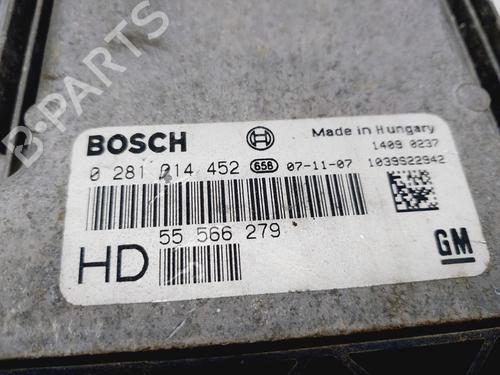 B-PARTS
BOSCH
Made in Hungary
1409 0237
0 281 014 452 658 07-11-07 1039S22942
55 566 279
HD
GM